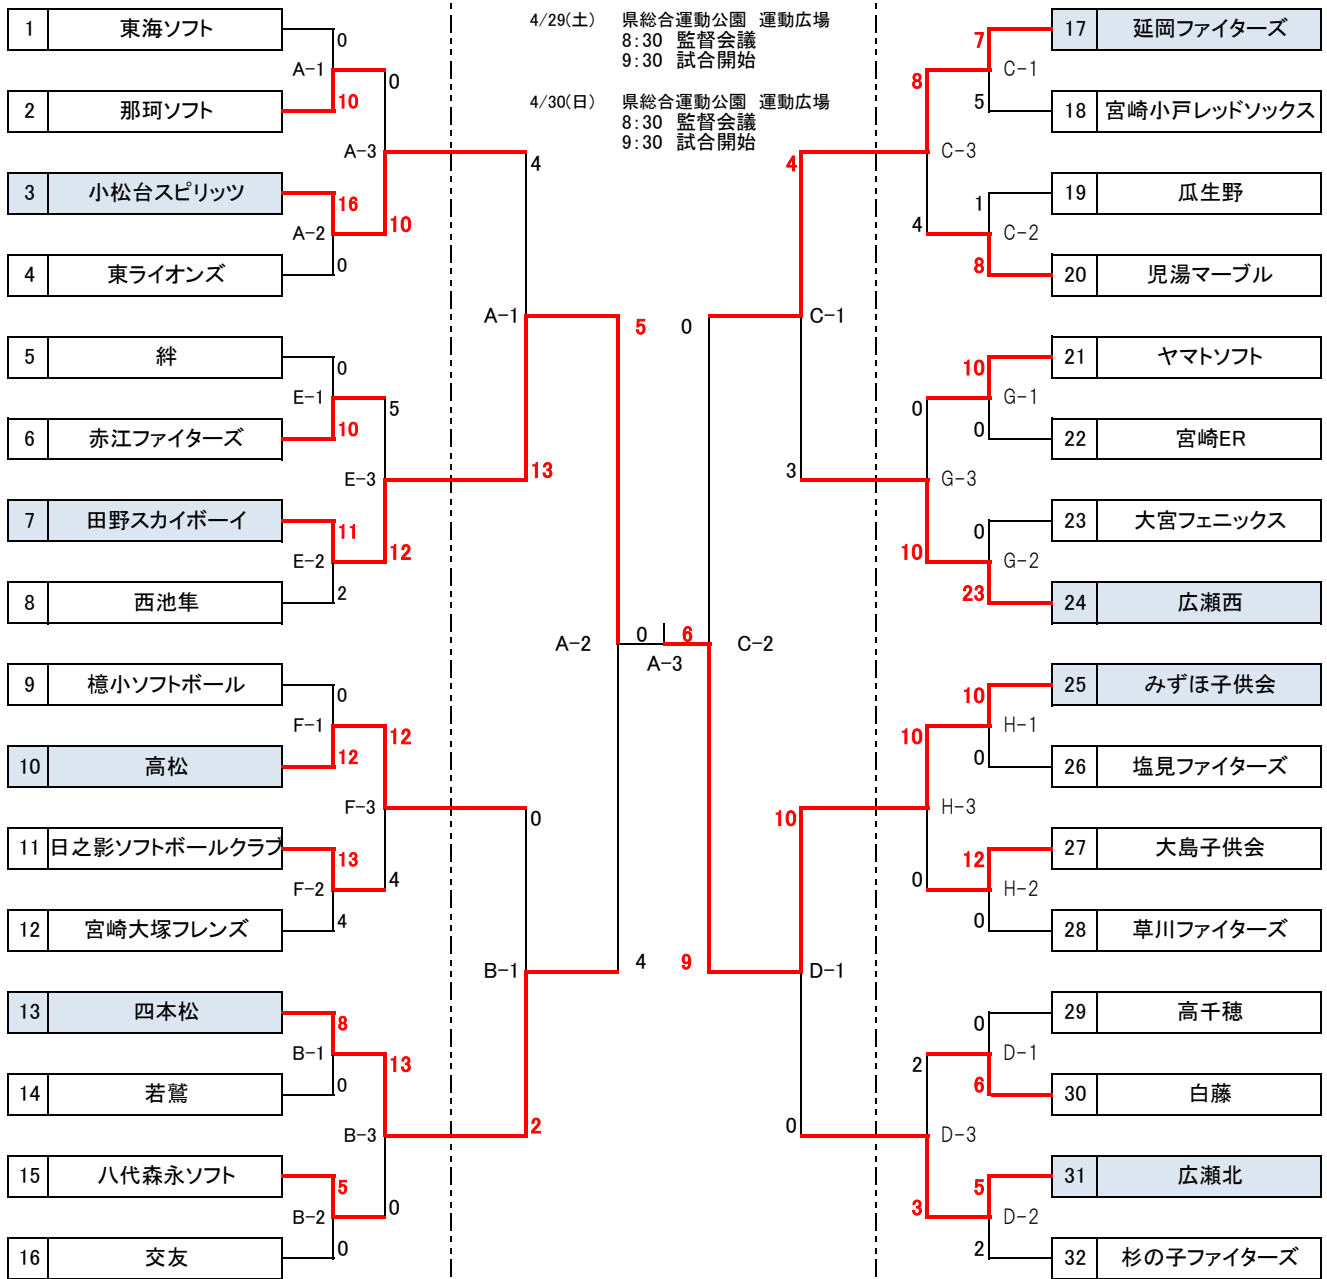 4/29(土) 県総合運動公園 運動広場
8:30 監督会議
9:30 試合開始
4/30(日) 県総合運動公園 運動広場
8:30 監督会議
9:30 試合開始
1 東海ソフト
0
A-1
10
2 那珂ソフト
0
A-3
10
3 小松台スピリッツ
16
A-2
0
4 東ライオンズ
4
A-1
13
5 絆
0
E-1
10
6 赤江ファイターズ
5
E-3
12
7 田野スカイボーイ
11
E-2
2
8 西池隼
5
A-2
4
9 檍小ソフトボール
0
F-1
12
10 高松
12
F-3
4
11 日之影ソフトボールクラブ
13
F-2
4
12 宮崎大塚フレンズ
0
B-1
2
13 四本松
8
B-1
0
14 若鷲
13
B-3
0
15 八代森永ソフト
5
B-2
0
16 交友
0
A-3
6
17 延岡ファイターズ
7
C-1
5
18 宮崎小戸レッドソックス
8
C-3
4
19 瓜生野
1
C-2
8
20 児湯マーブル
4
C-1
3
21 ヤマトソフト
10
G-1
0
22 宮崎ER
0
G-3
10
23 大宮フェニックス
0
G-2
23
24 広瀬西
0
C-2
9
25 みずほ子供会
10
H-1
0
26 塩見ファイターズ
10
H-3
0
27 大島子供会
12
H-2
0
28 草川ファイターズ
10
D-1
0
29 高千穂
0
D-1
6
30 白藤
2
D-3
3
31 広瀬北
5
D-2
2
32 杉の子ファイターズ